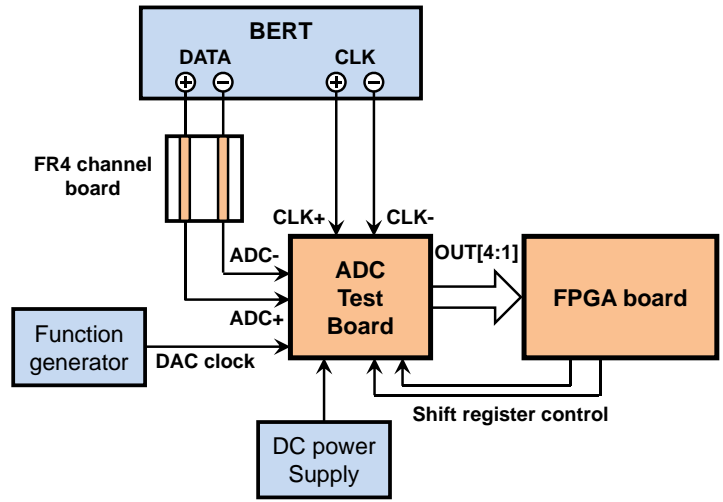 BERT
DATA
CLK
+
−
+
−
FR4 channel
board
CLK+
CLK-
ADC-
ADC+
OUT[4:1]
ADC
Test
Board
FPGA board
Function
generator
DAC clock
Shift register control
DC power
Supply